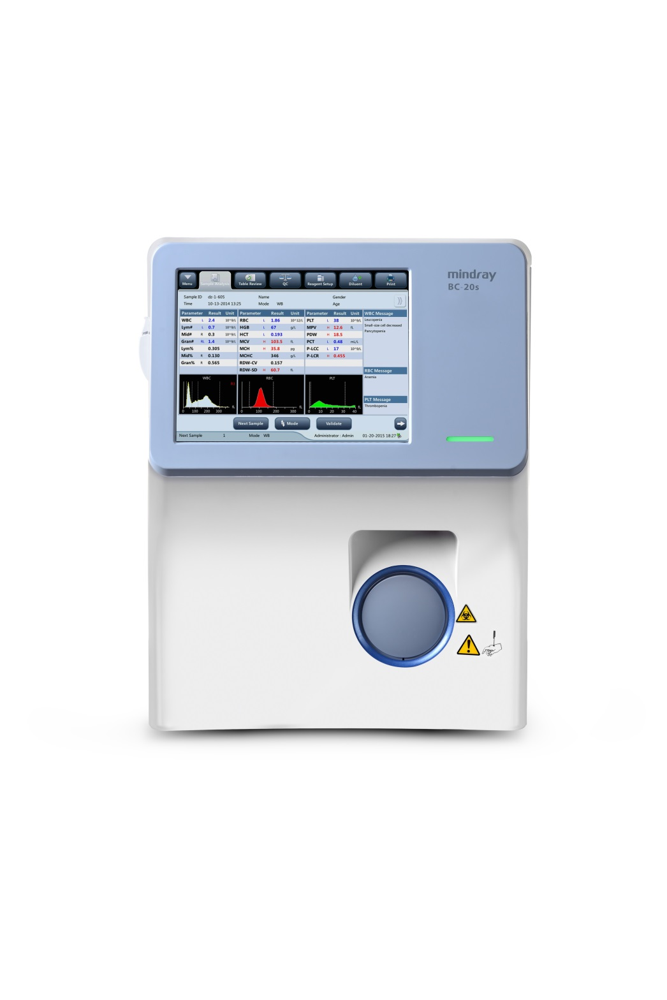 mindray
BC-20s
Menu
Table Review
QC
Reagent Setup
Diluent
Print
Sample ID dz-1-605 Name Gender
Time 10-13-2014 13:25 Mode WB Age
Parameter Result Unit Parameter Result Unit Parameter Result Unit WBC Message
WBC L 2.4 10^9/L RBC L 1.86 10^12/L PLT L 38 10^9/L Leucopenia
Lym# L 0.7 10^9/L HGB L 67 g/L MPV H 12.6 fL Small-size cell decreased
Mid# R 0.3 10^9/L HCT L 0.193 PDW H 18.5 Pancytopenia
Gran# RL 1.4 10^9/L MCV H 103.5 fL PCT L 0.48 mL/L
Lym% 0.305 MCH H 35.8 pg P-LCC L 17 10^9/L
Mid% R 0.130 MCHC 346 g/L P-LCR H 0.455
Gran% R 0.565 RDW-CV 0.157
RDW-SD H 60.7 fL RBC Message
WBC RBC PLT Anemia
PLT Message
Thrombopenia
0 100 200 300 fL 0 100 200 300 fL 0 10 20 30 40 fL
Next Sample Mode Validate
Next Sample 1 Mode WB Administrator : Admin 01-20-2015 18:27